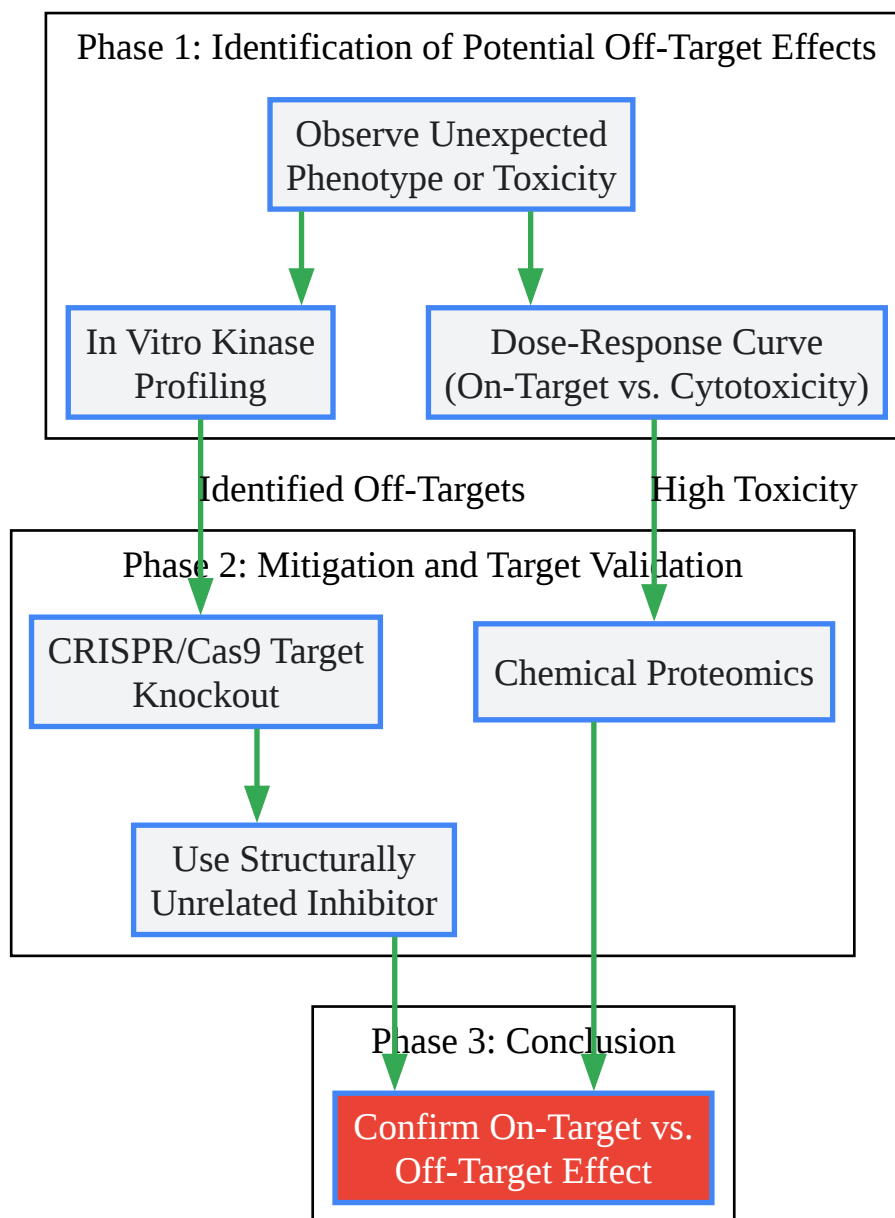 Phase 1: Identification of Potential Off-Target Effects
Observe Unexpected
Phenotype or Toxicity
In Vitro Kinase
Profiling
Dose-Response Curve
(On-Target vs. Cytotoxicity)
Identified Off-Targets
High Toxicity
Phase 2: Mitigation and Target Validation
CRISPR/Cas9 Target
Knockout
Chemical Proteomics
Use Structurally
Unrelated Inhibitor
Phase 3: Conclusion
Confirm On-Target vs.
Off-Target Effect